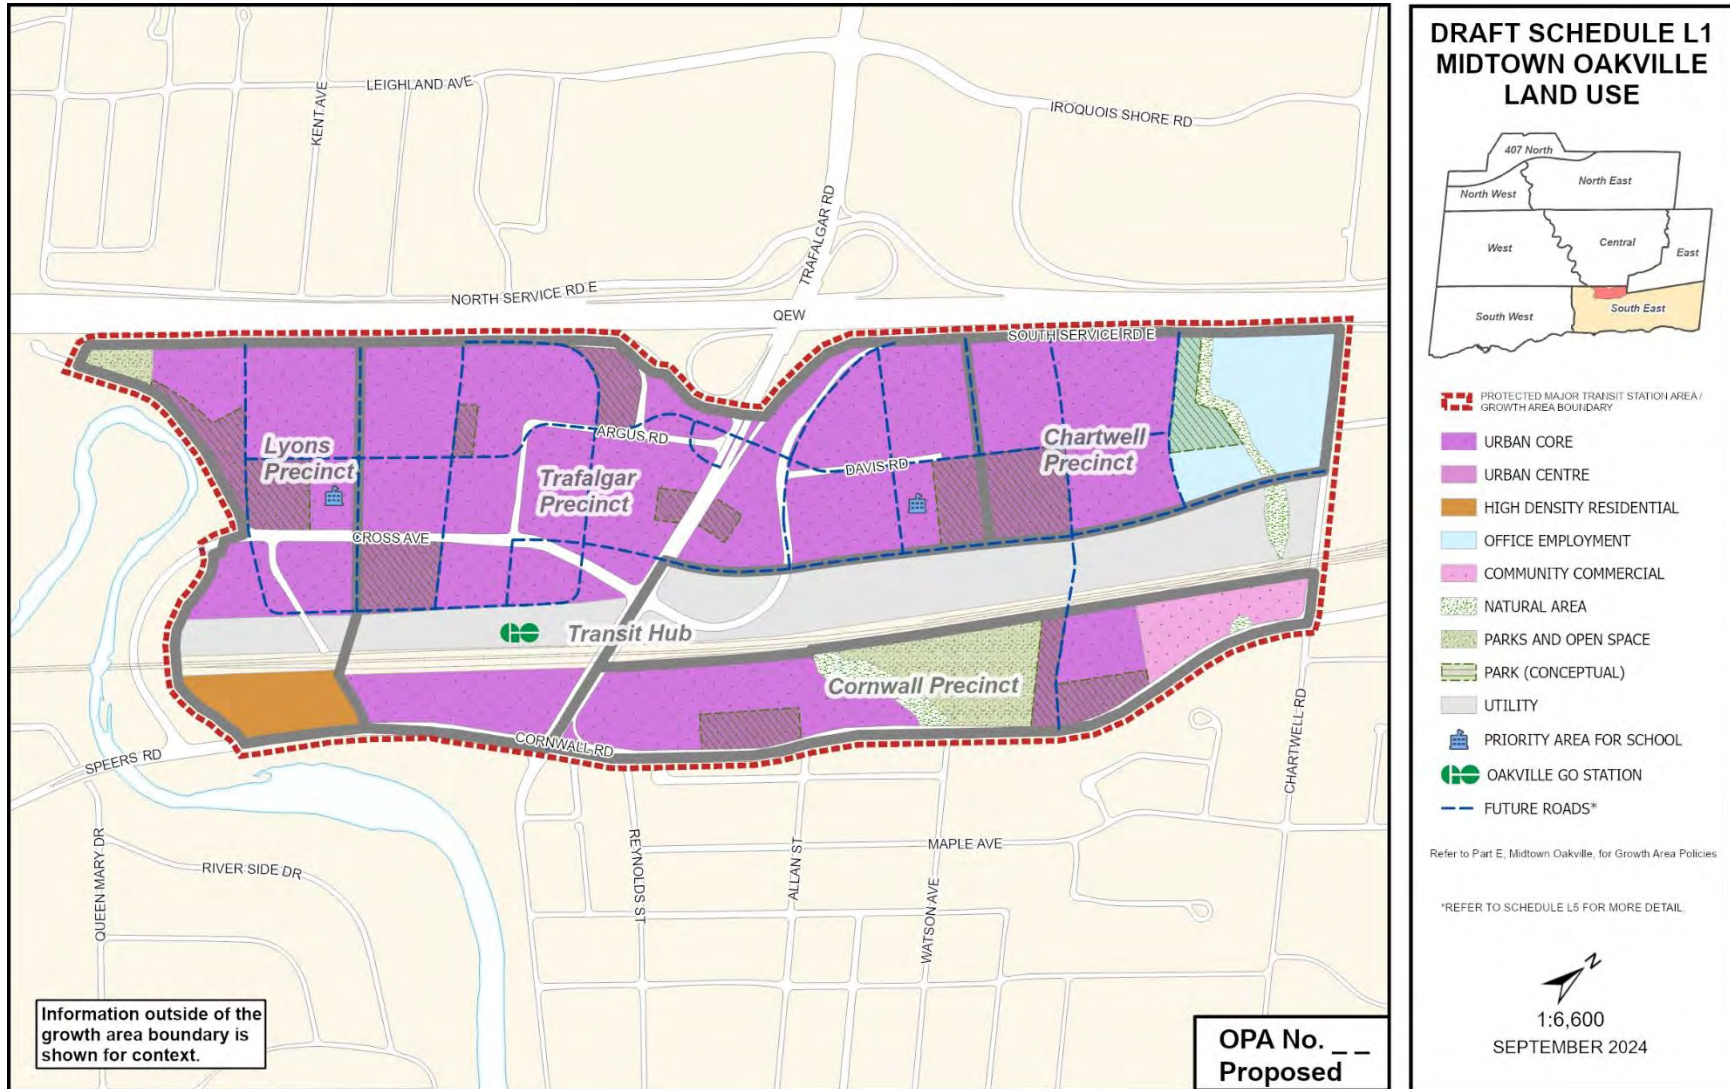 LEIGHLAND AVE
KENT AVE
IROQUOIS SHORE RD
TRAFALGAR RD
NORTH SERVICE RD E
QEW
SOUTH SERVICE RD E
Lyons
Precinct
ARGUS RD
Trafalgar
Precinct
DAVIS RD
Chartwell
Precinct
CROSS AVE
GO
Transit Hub
Cornwall Precinct
CORNWALL RD
SPEERS RD
CHARTWELL RD
QUEEN MARY DR
RIVER SIDE DR
REYNOLDS ST
ALLAN ST
WATSON AVE
MAPLE AVE
Information outside of the
growth area boundary is
shown for context.
OPA No. _ _
Proposed
DRAFT SCHEDULE L1
MIDTOWN OAKVILLE
LAND USE
407 North
North West
North East
West
Central
East
South West
South East
PROTECTED MAJOR TRANSIT STATION AREA /
GROWTH AREA BOUNDARY
URBAN CORE
URBAN CENTRE
HIGH DENSITY RESIDENTIAL
OFFICE EMPLOYMENT
COMMUNITY COMMERCIAL
NATURAL AREA
PARKS AND OPEN SPACE
PARK (CONCEPTUAL)
UTILITY
PRIORITY AREA FOR SCHOOL
GO OAKVILLE GO STATION
FUTURE ROADS*
Refer to Part E, Midtown Oakville, for Growth Area Policies
*REFER TO SCHEDULE L5 FOR MORE DETAIL.
N
1:6,600
SEPTEMBER 2024